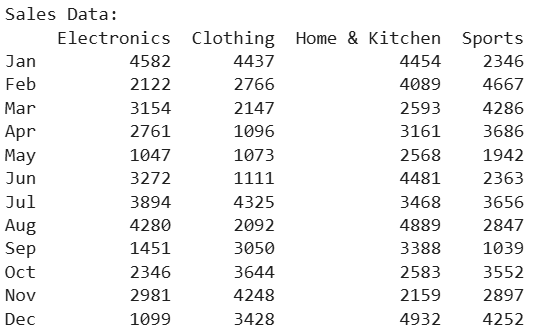 Sales Data:
     Electronics  Clothing  Home & Kitchen  Sports
Jan         4582      4437            4454    2346
Feb         2122      2766            4089    4667
Mar         3154      2147            2593    4286
Apr         2761      1096            3161    3686
May         1047      1073            2568    1942
Jun         3272      1111            4481    2363
Jul         3894      4325            3468    3656
Aug         4280      2092            4889    2847
Sep         1451      3050            3388    1039
Oct         2346      3644            2583    3552
Nov         2981      4248            2159    2897
Dec         1099      3428            4932    4252